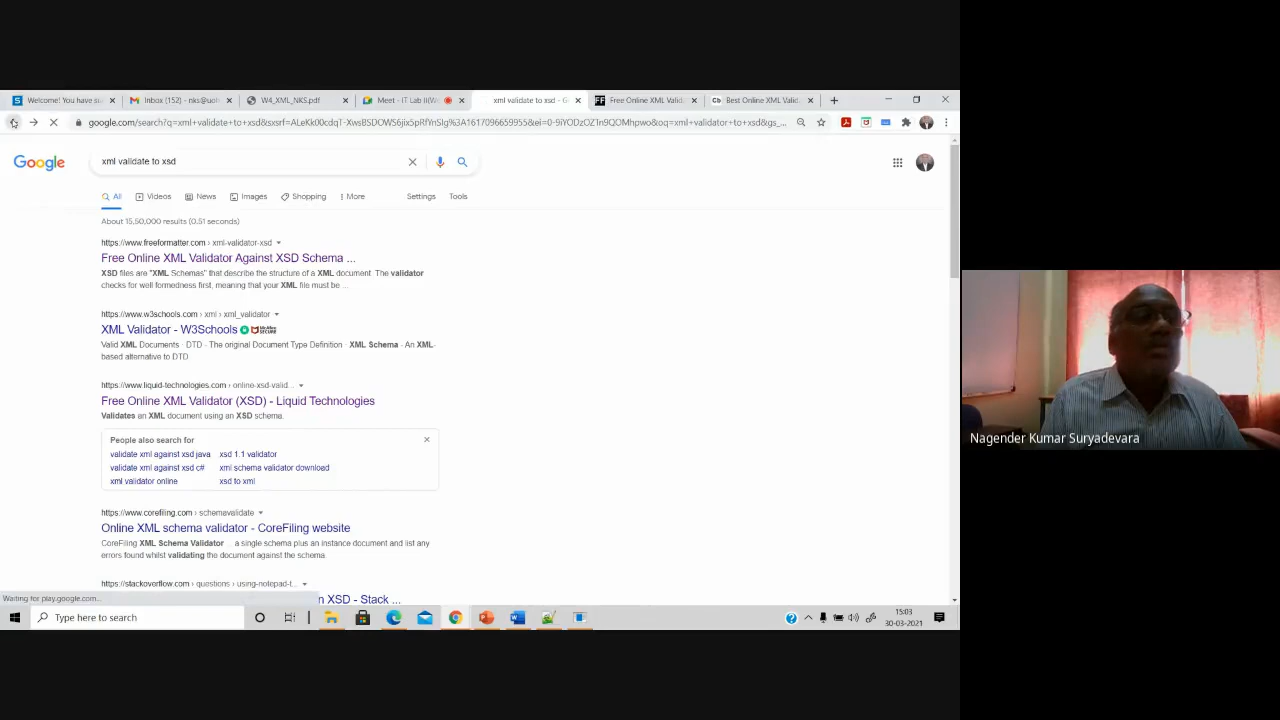 Welcome! You have su
Inbox (152) - nks@uoh
W4_XML_NKS.pdf
Meet - IT Lab II(W
xml validate to xsd - G
Free Online XML Valida
Best Online XML Valid
google.com/search?q=xml+validate+to+xsd&sxsrf=
Google
xml validate to xsd
All
Videos
News
Images
Shopping
More
Settings
Tools
About 15,50,000 results (0.51 seconds)
https://www.freeformatter.com › xml-validator-xsd
Free Online XML Validator Against XSD Schema ...
XSD files are "XML Schemas" that describe the structure of a XML document. The validator
checks for well formedness first, meaning that your XML file must be ...
https://www.w3schools.com › xml › xml_validator
XML Validator - W3Schools
Valid XML Documents · DTD - The original Document Type Definition · XML Schema - An XML-
based alternative to DTD
https://www.liquid-technologies.com › online-xsd-valid...
Free Online XML Validator (XSD) - Liquid Technologies
Validates an XML document using an XSD schema.
People also search for
validate xml against xsd java
xsd 1.1 validator
validate xml against xsd c#
xml schema validator download
xml validator online
xsd to xml
https://www.corefiling.com › schemavalidate
Online XML schema validator - CoreFiling website
CoreFiling XML Schema Validator ... a single schema plus an instance document and list any
errors found whilst validating the document against the schema.
https://stackoverflow.com › questions › using-notepad-t...
n XSD - Stack ...
Waiting for play.google.com...
Type here to search
15:03
30-03-2021
Nagender Kumar Suryadevara